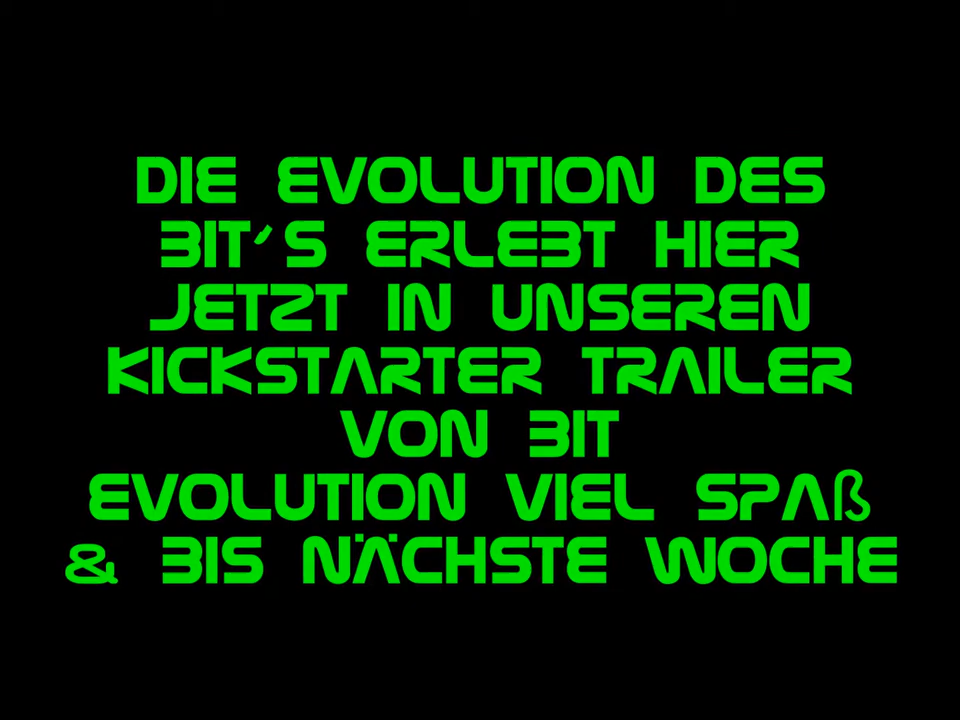 DIE EVOLUTION DES
BIT'S ERLEBT HIER
JETZT IN UNSEREN
KICKSTARTER TRAILER
VON BIT
EVOLUTION VIEL SPAß
& BIS NÄCHSTE WOCHE